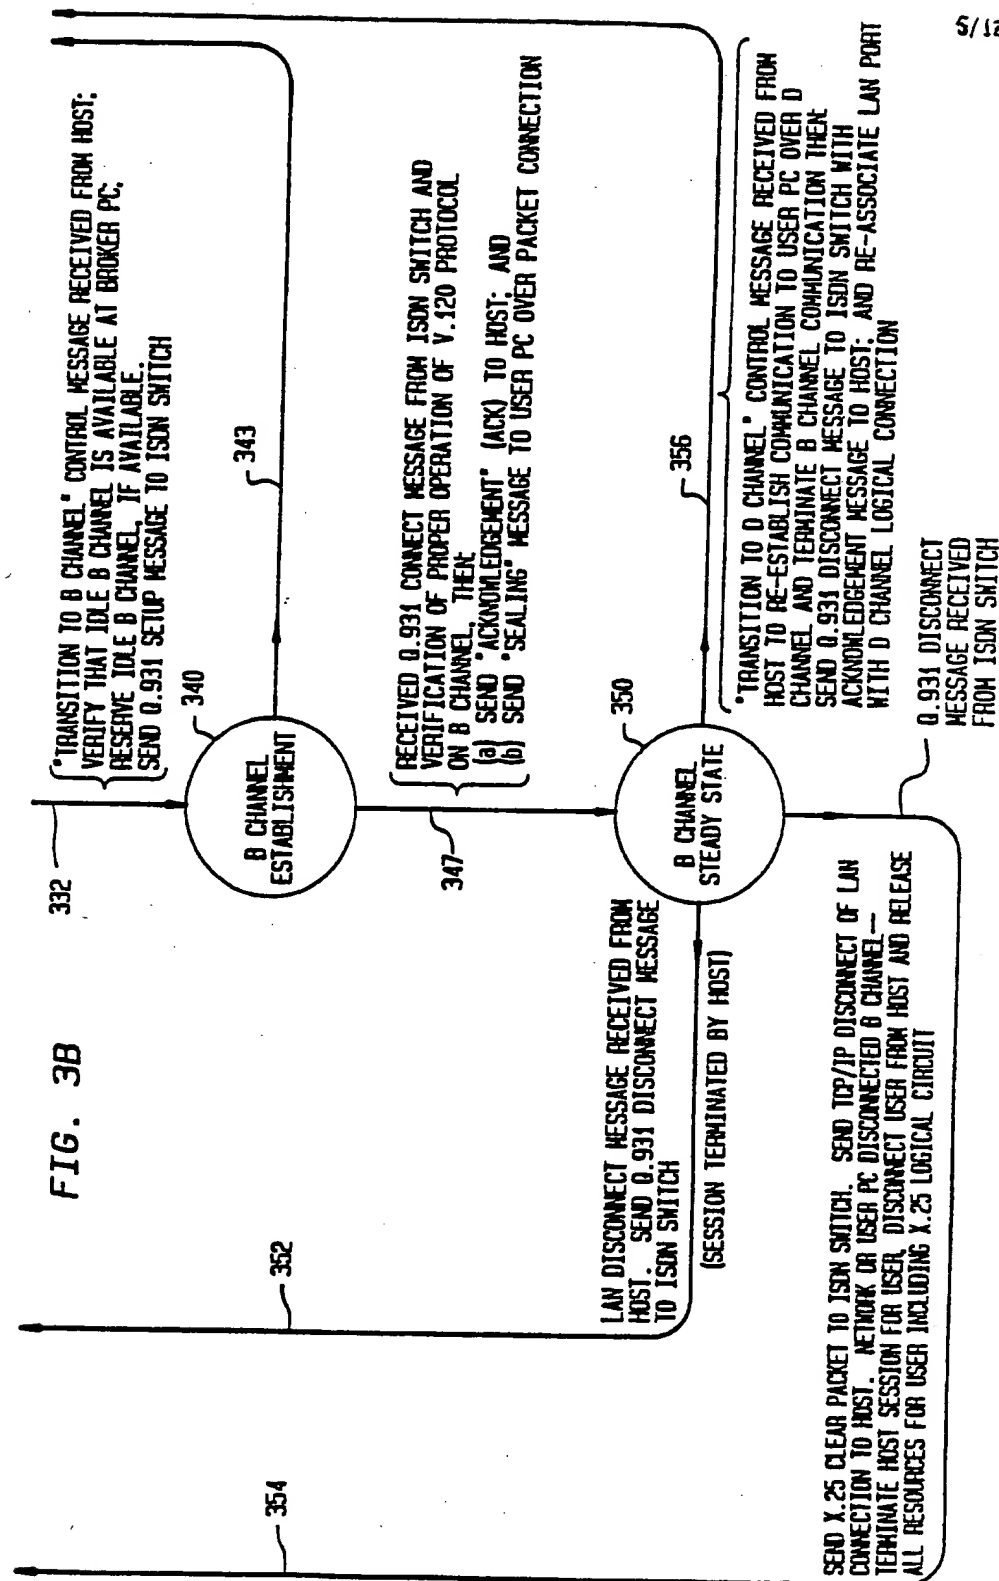 5/12
FIG. 3B
332
"TRANSITION TO B CHANNEL" CONTROL MESSAGE RECEIVED FROM HOST;
VERIFY THAT IDLE B CHANNEL IS AVAILABLE AT BROKER PC,
RESERVE IDLE B CHANNEL, IF AVAILABLE.
SEND Q.931 SETUP MESSAGE TO ISDN SWITCH
340
B CHANNEL
ESTABLISHMENT
343
347
RECEIVED Q.931 CONNECT MESSAGE FROM ISDN SWITCH AND
VERIFICATION OF PROPER OPERATION OF V.120 PROTOCOL
ON B CHANNEL, THEN:
(a) SEND "ACKNOWLEDGEMENT" (ACK) TO HOST; AND
(b) SEND "SEALING" MESSAGE TO USER PC OVER PACKET CONNECTION
350
B CHANNEL
STEADY STATE
352
LAN DISCONNECT MESSAGE RECEIVED FROM
HOST. SEND Q.931 DISCONNECT MESSAGE
TO ISDN SWITCH
(SESSION TERMINATED BY HOST)
356
"TRANSITION TO D CHANNEL" CONTROL MESSAGE RECEIVED FROM
HOST TO RE-ESTABLISH COMMUNICATION TO USER PC OVER D
CHANNEL AND TERMINATE B CHANNEL COMMUNICATION THEN:
SEND Q.931 DISCONNECT MESSAGE TO ISDN SWITCH WITH
ACKNOWLEDGEMENT MESSAGE TO HOST; AND RE-ASSOCIATE LAN PORT
WITH D CHANNEL LOGICAL CONNECTION
354
SEND X.25 CLEAR PACKET TO ISDN SWITCH. SEND TCP/IP DISCONNECT OF LAN
CONNECTION TO HOST. NETWORK OR USER PC DISCONNECTED B CHANNEL—
TERMINATE HOST SESSION FOR USER, DISCONNECT USER FROM HOST AND RELEASE
ALL RESOURCES FOR USER INCLUDING X.25 LOGICAL CIRCUIT
Q.931 DISCONNECT
MESSAGE RECEIVED
FROM ISDN SWITCH